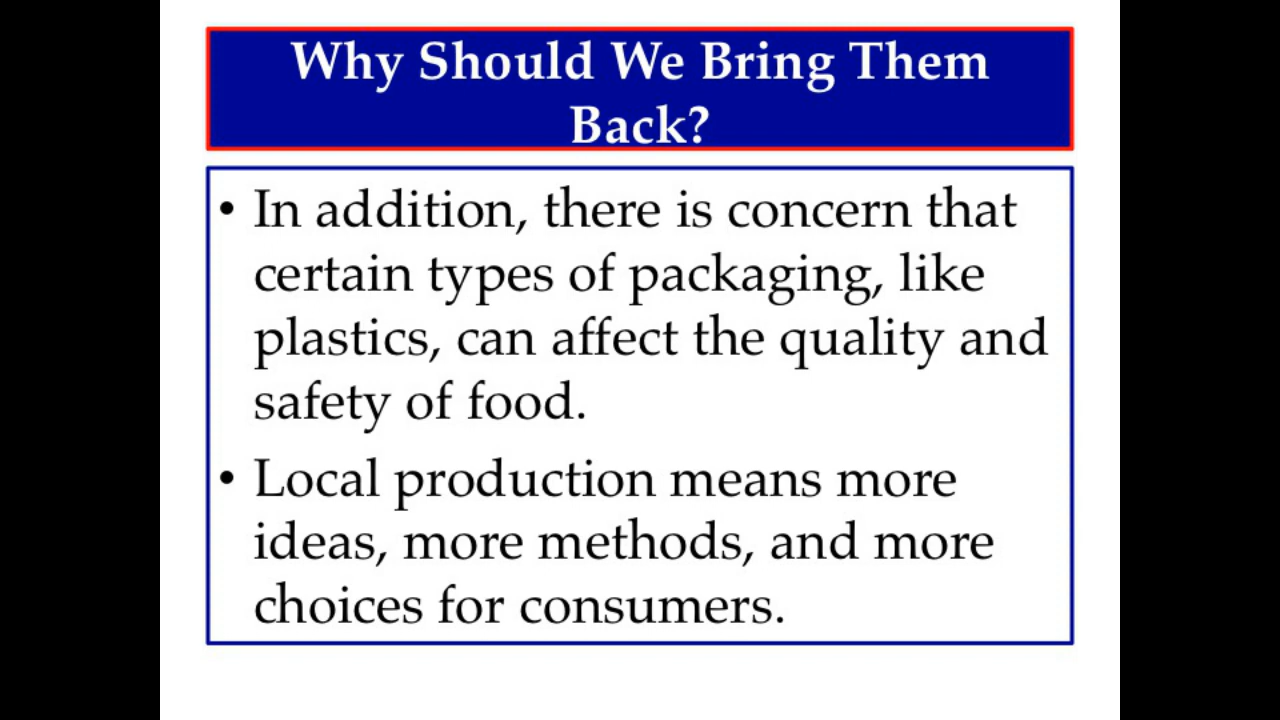 Why Should We Bring Them
Back?
• In addition, there is concern that
certain types of packaging, like
plastics, can affect the quality and
safety of food.
• Local production means more
ideas, more methods, and more
choices for consumers.